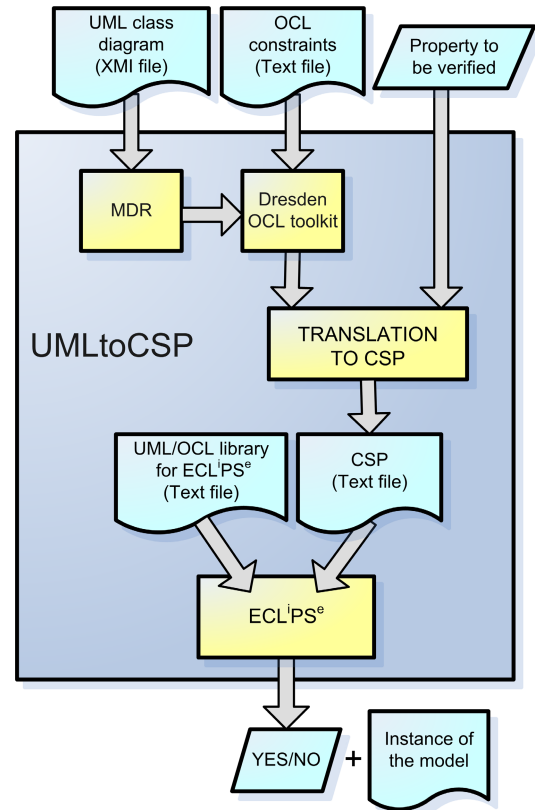 UML class
diagram
(XMI file)
OCL
constraints
(Text file)
Property to
be verified
MDR
Dresden
OCL toolkit
UMLtoCSP
TRANSLATION
TO CSP
UML/OCL library
for ECLⁱPSᵉ
(Text file)
CSP
(Text file)
ECLⁱPSᵉ
YES/NO
+
Instance of
the model